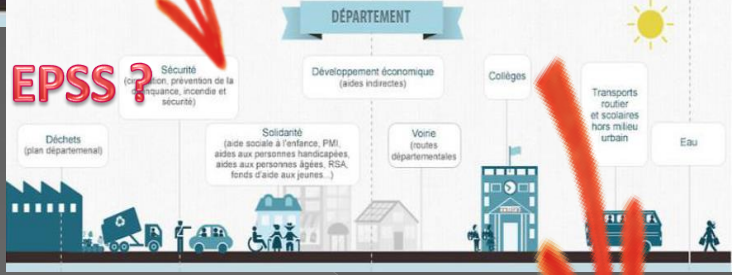 DÉPARTEMENT
EPSS ?
Sécurité
prévention de la
incendie et
sécurité)
Développement économique
(aides indirectes)
Collèges
Transports
routier
et scolaires
hors milieu
urbain
Déchets
(plan départemenal)
Solidarité
(aide sociale à l'enfance, PMI,
aides aux personnes handicapées,
aides aux personnes âgées, RSA,
fonds d'aide aux jeunes...)
Voirie
(routes
départementales
Eau